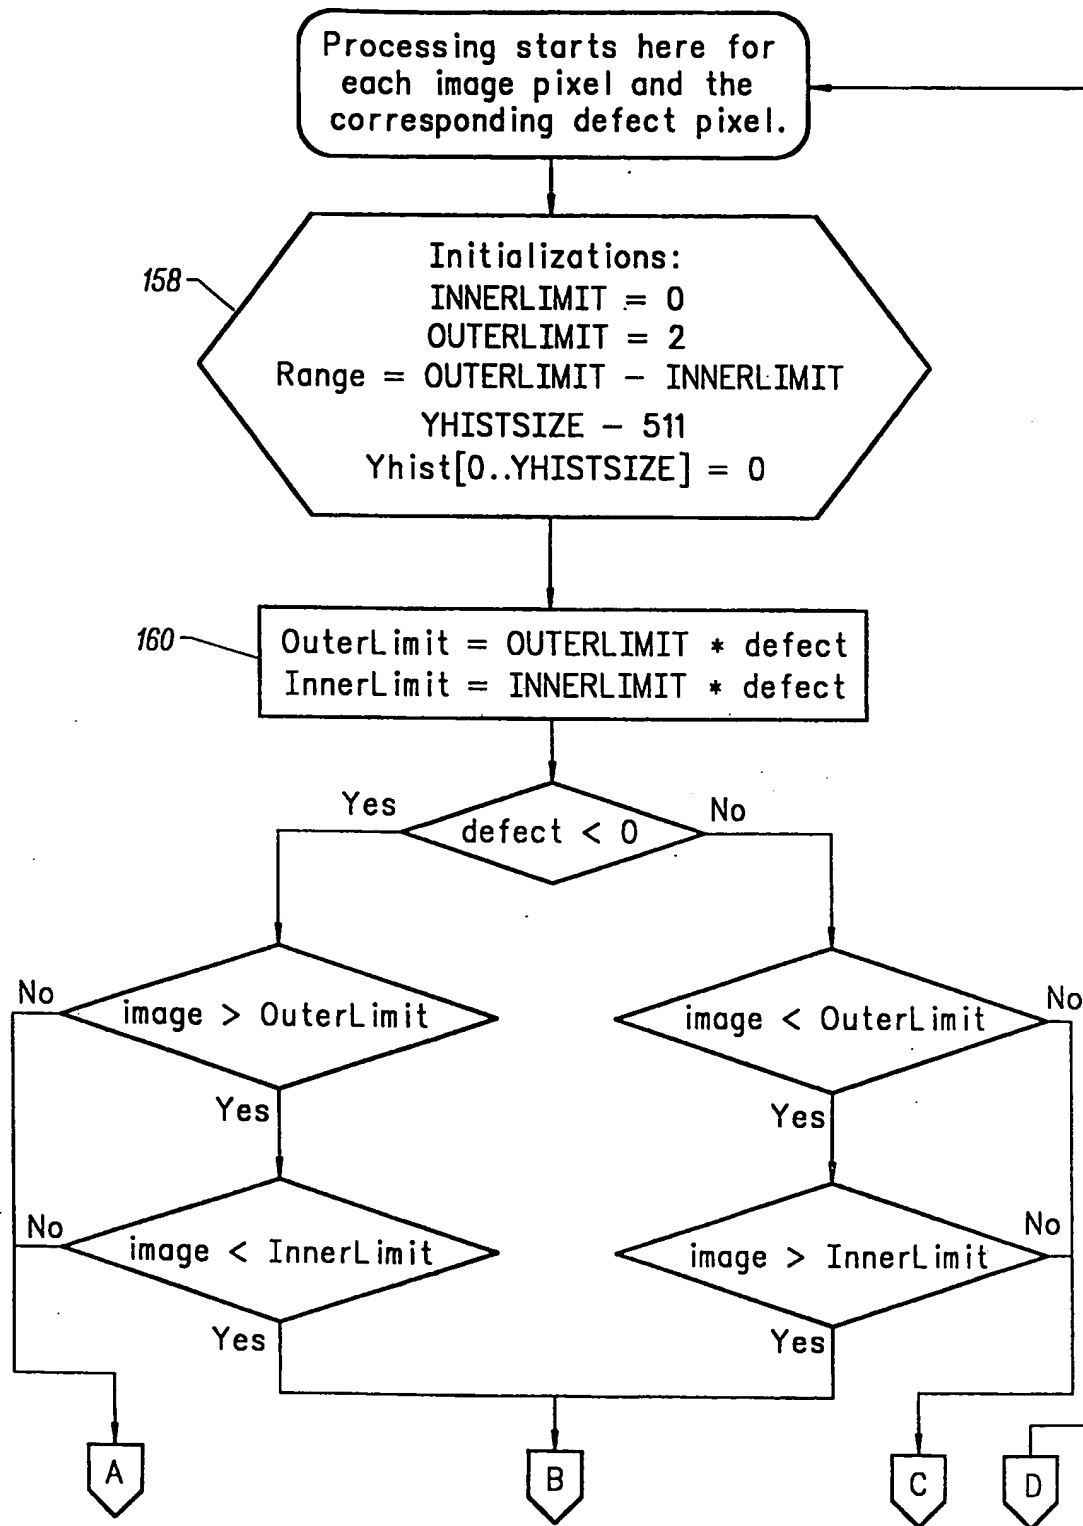 Processing starts here for
each image pixel and the
corresponding defect pixel.
158
Initializations:
INNERLIMIT = 0
OUTERLIMIT = 2
Range = OUTERLIMIT - INNERLIMIT
YHISTSIZE - 511
Yhist[0..YHISTSIZE] = 0
160
OuterLimit = OUTERLIMIT * defect
InnerLimit = INNERLIMIT * defect
Yes
defect < 0
No
No
image > OuterLimit
image < OuterLimit
No
Yes
Yes
No
image < InnerLimit
image > InnerLimit
No
Yes
Yes
A
B
C
D